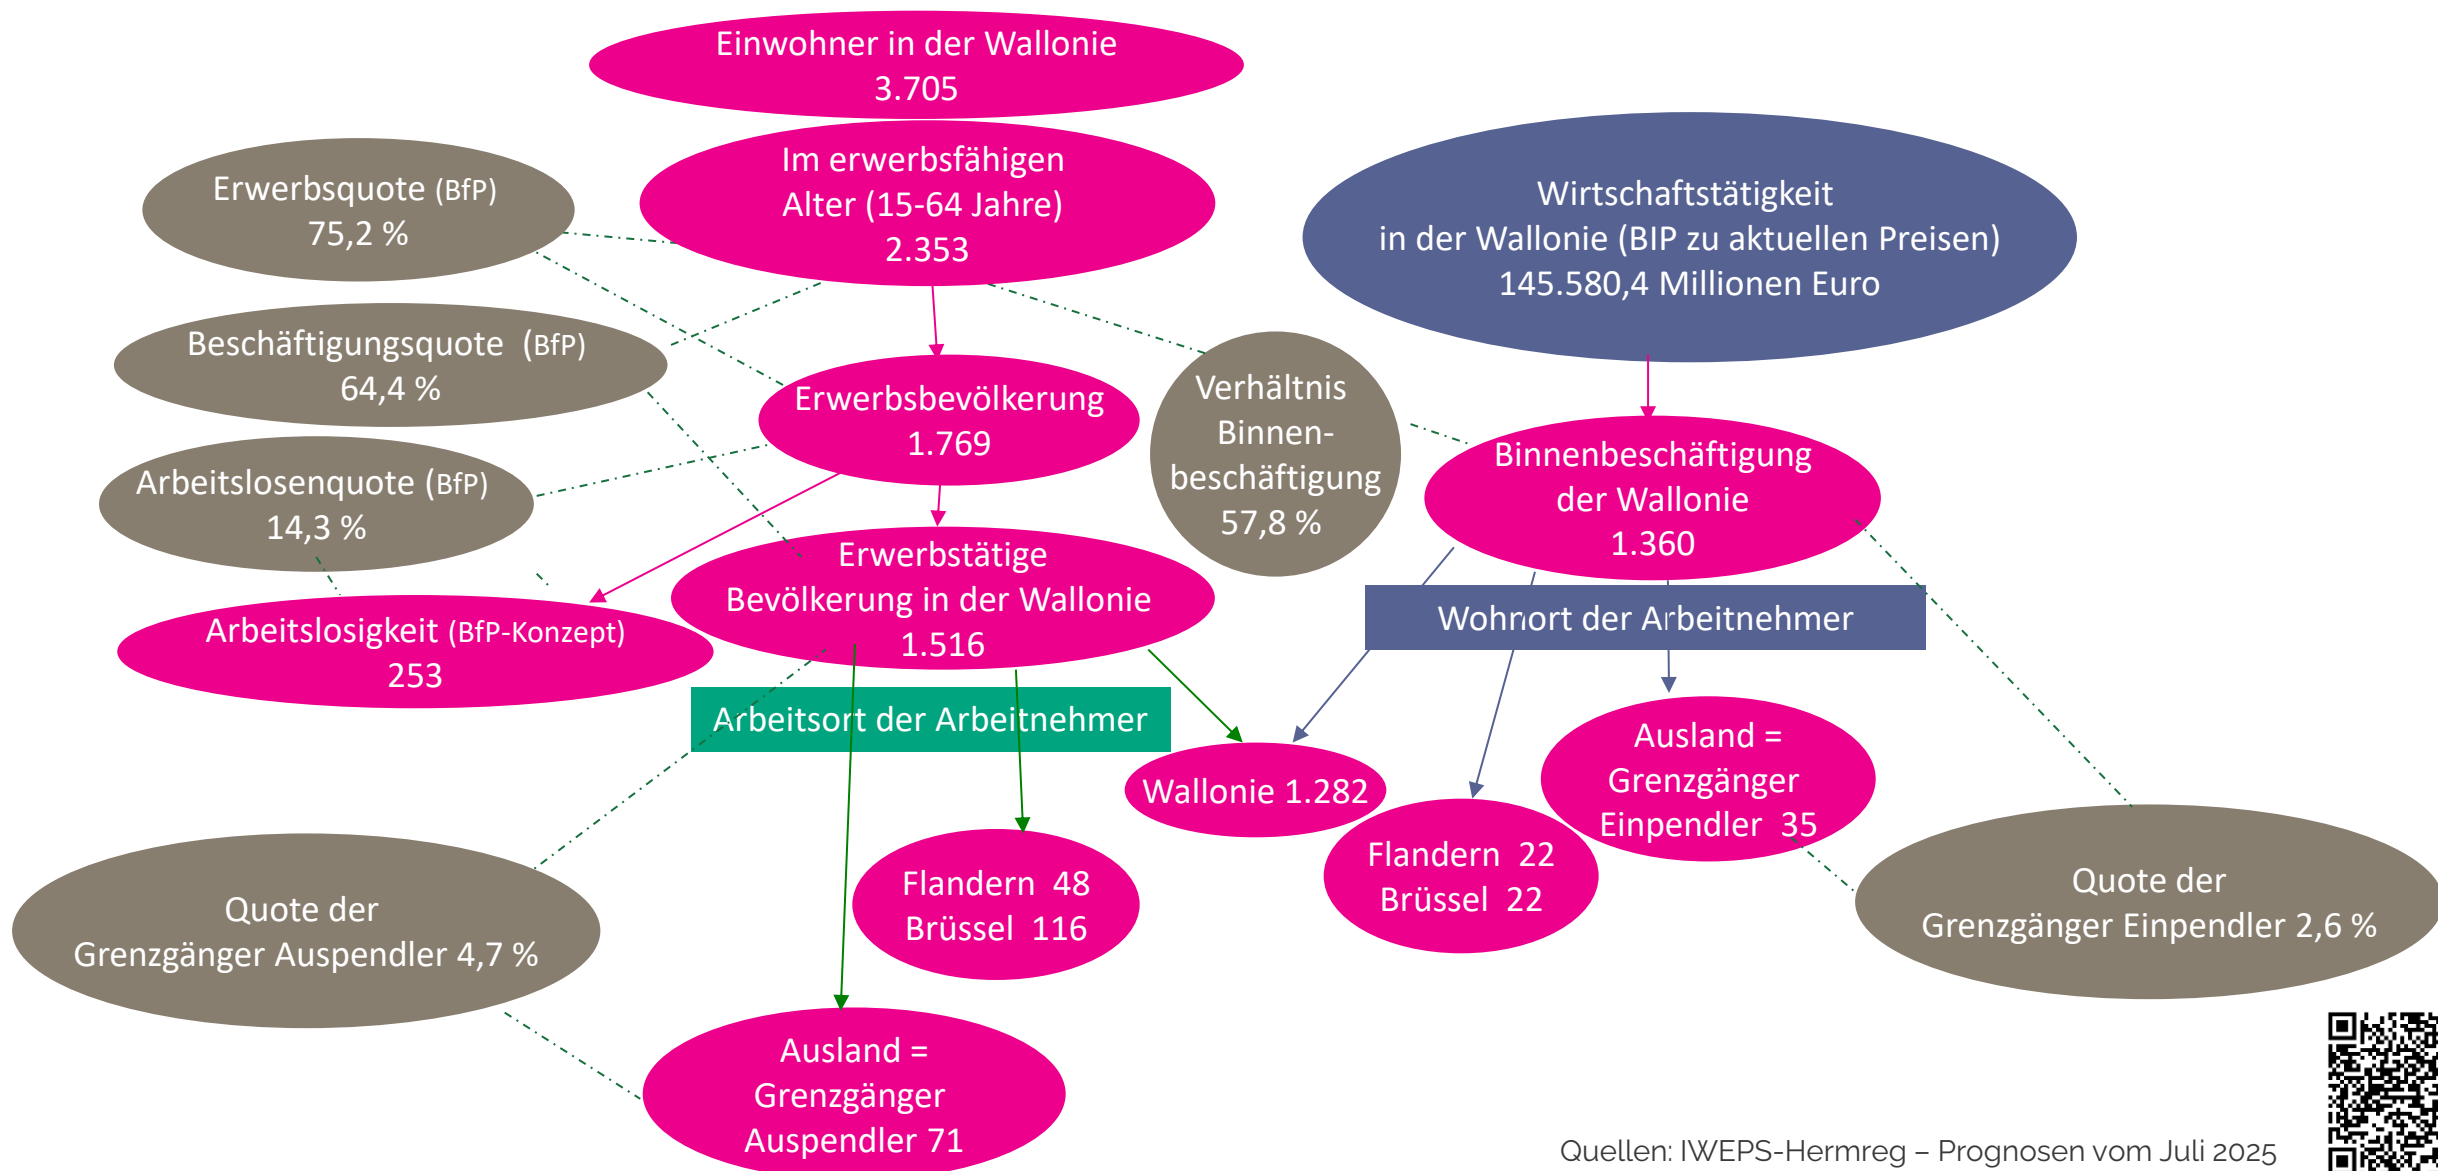 Einwohner in der Wallonie
3.705
Im erwerbsfähigen
Alter (15-64 Jahre)
2.353
Erwerbsquote (BfP)
75,2 %
Wirtschaftstätigkeit
in der Wallonie (BIP zu aktuellen Preisen)
145.580,4 Millionen Euro
Beschäftigungsquote (BfP)
64,4 %
Erwerbsbevölkerung
1.769
Verhältnis
Binnen-
beschäftigung
57,8 %
Binnenbeschäftigung
der Wallonie
1.360
Arbeitslosenquote (BfP)
14,3 %
Erwerbstätige
Bevölkerung in der Wallonie
1.516
Arbeitslosigkeit (BfP-Konzept)
253
Wohnort der Arbeitnehmer
Arbeitsort der Arbeitnehmer
Wallonie 1.282
Ausland =
Grenzgänger
Einpendler 35
Flandern 22
Brüssel 22
Flandern 48
Brüssel 116
Quote der
Grenzgänger Auspendler 4,7 %
Quote der
Grenzgänger Einpendler 2,6 %
Ausland =
Grenzgänger
Auspendler 71
Quellen: IWEPS-Hermreg – Prognosen vom Juli 2025